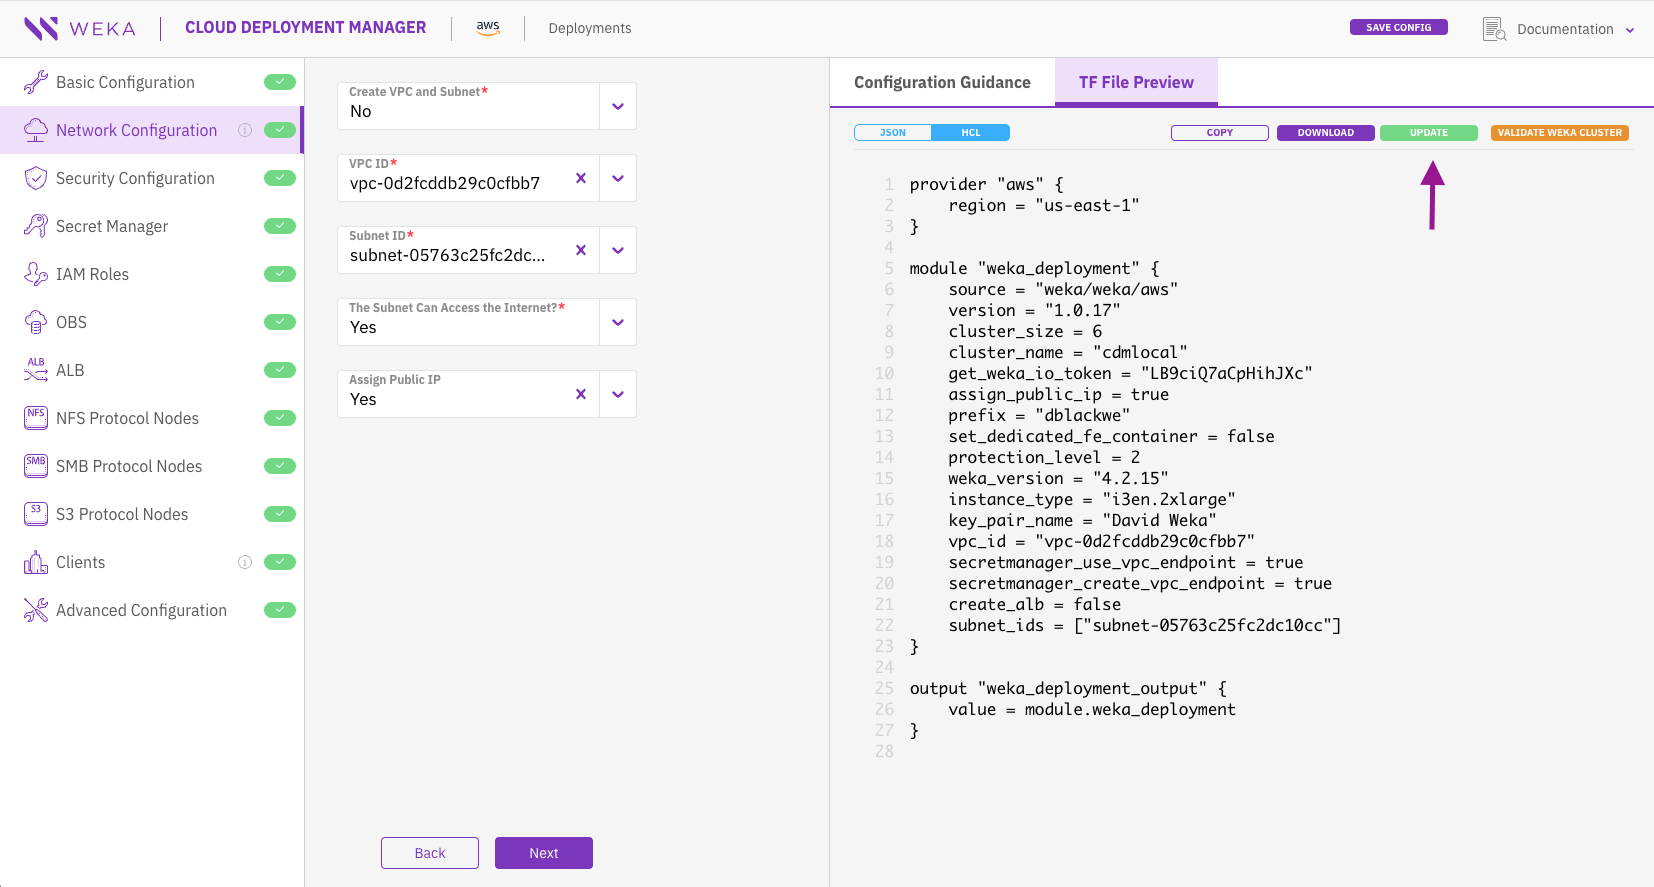 WEKA
CLOUD DEPLOYMENT MANAGER
aws
Deployments
SAVE CONFIG
Documentation
Basic Configuration
Network Configuration
Security Configuration
Secret Manager
IAM Roles
OBS
ALB
ALB
NFS
NFS Protocol Nodes
SMB
SMB Protocol Nodes
S3
S3 Protocol Nodes
Clients
Advanced Configuration
Create VPC and Subnet*
No
VPC ID*
vpc-0d2fcddb29c0cfbb7
Subnet ID*
subnet-05763c25fc2dc...
The Subnet Can Access the Internet?*
Yes
Assign Public IP
Yes
Back
Next
Configuration Guidance
TF File Preview
JSON
HCL
COPY
DOWNLOAD
UPDATE
VALIDATE WEKA CLUSTER
1 provider "aws" {
2 region = "us-east-1"
3 }
4
5 module "weka_deployment" {
6 source = "weka/weka/aws"
7 version = "1.0.17"
8 cluster_size = 6
9 cluster_name = "cdmlocal"
10 get_weka_io_token = "LB9ciQ7aCpHihJXc"
11 assign_public_ip = true
12 prefix = "dblackwe"
13 set_dedicated_fe_container = false
14 protection_level = 2
15 weka_version = "4.2.15"
16 instance_type = "i3en.2xlarge"
17 key_pair_name = "David Weka"
18 vpc_id = "vpc-0d2fcddb29c0cfbb7"
19 secretmanager_use_vpc_endpoint = true
20 secretmanager_create_vpc_endpoint = true
21 create_alb = false
22 subnet_ids = ["subnet-05763c25fc2dc10cc"]
23 }
24
25 output "weka_deployment_output" {
26 value = module.weka_deployment
27 }
28